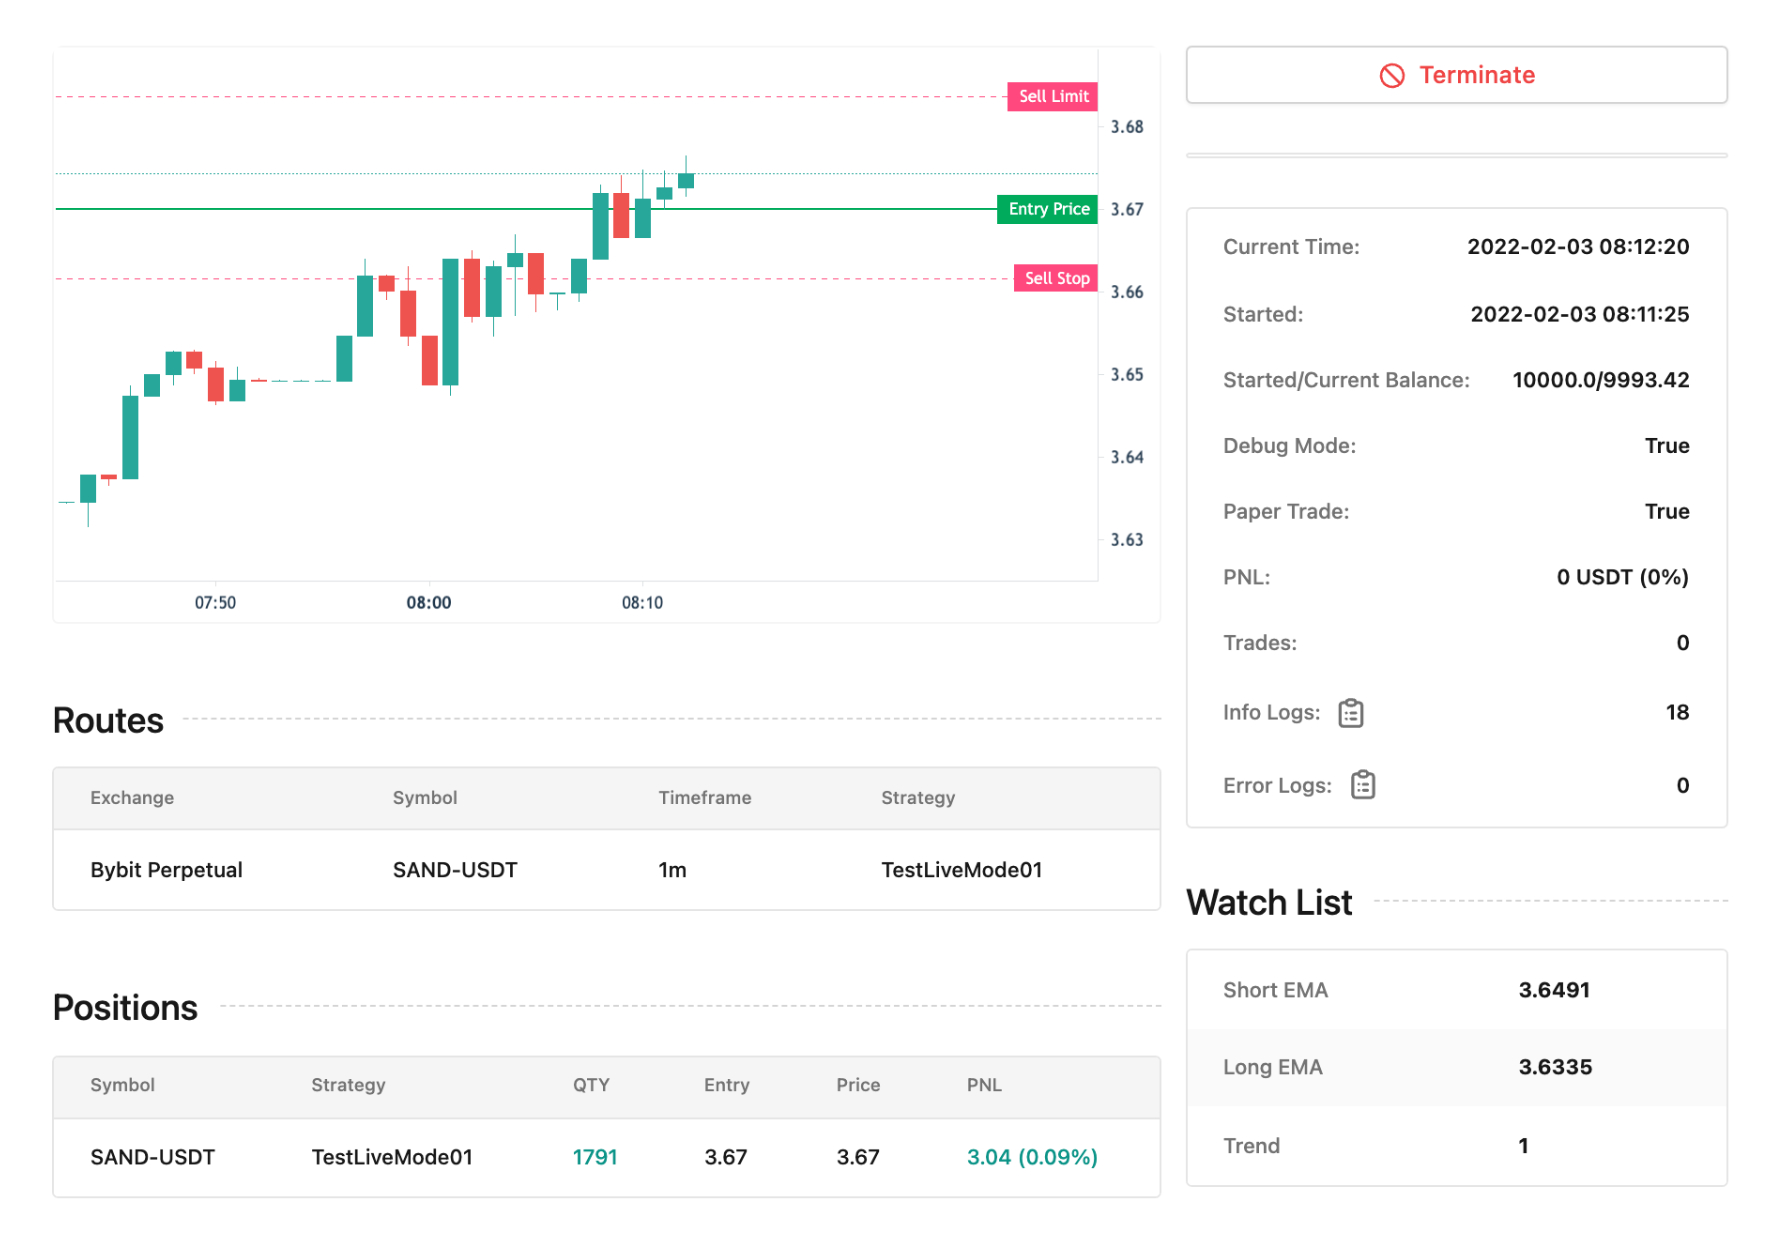 Sell Limit
3.68
Entry Price
3.67
Sell Stop
3.66
3.65
3.64
3.63
07:50 08:00 08:10
Terminate
Current Time: 2022-02-03 08:12:20
Started: 2022-02-03 08:11:25
Started/Current Balance: 10000.0/9993.42
Debug Mode: True
Paper Trade: True
PNL: 0 USDT (0%)
Trades: 0
Info Logs: 18
Error Logs: 0
Routes
Exchange Symbol Timeframe Strategy
Bybit Perpetual SAND-USDT 1m TestLiveMode01
Positions
Symbol Strategy QTY Entry Price PNL
SAND-USDT TestLiveMode01 1791 3.67 3.67 3.04 (0.09%)
Watch List
Short EMA 3.6491
Long EMA 3.6335
Trend 1